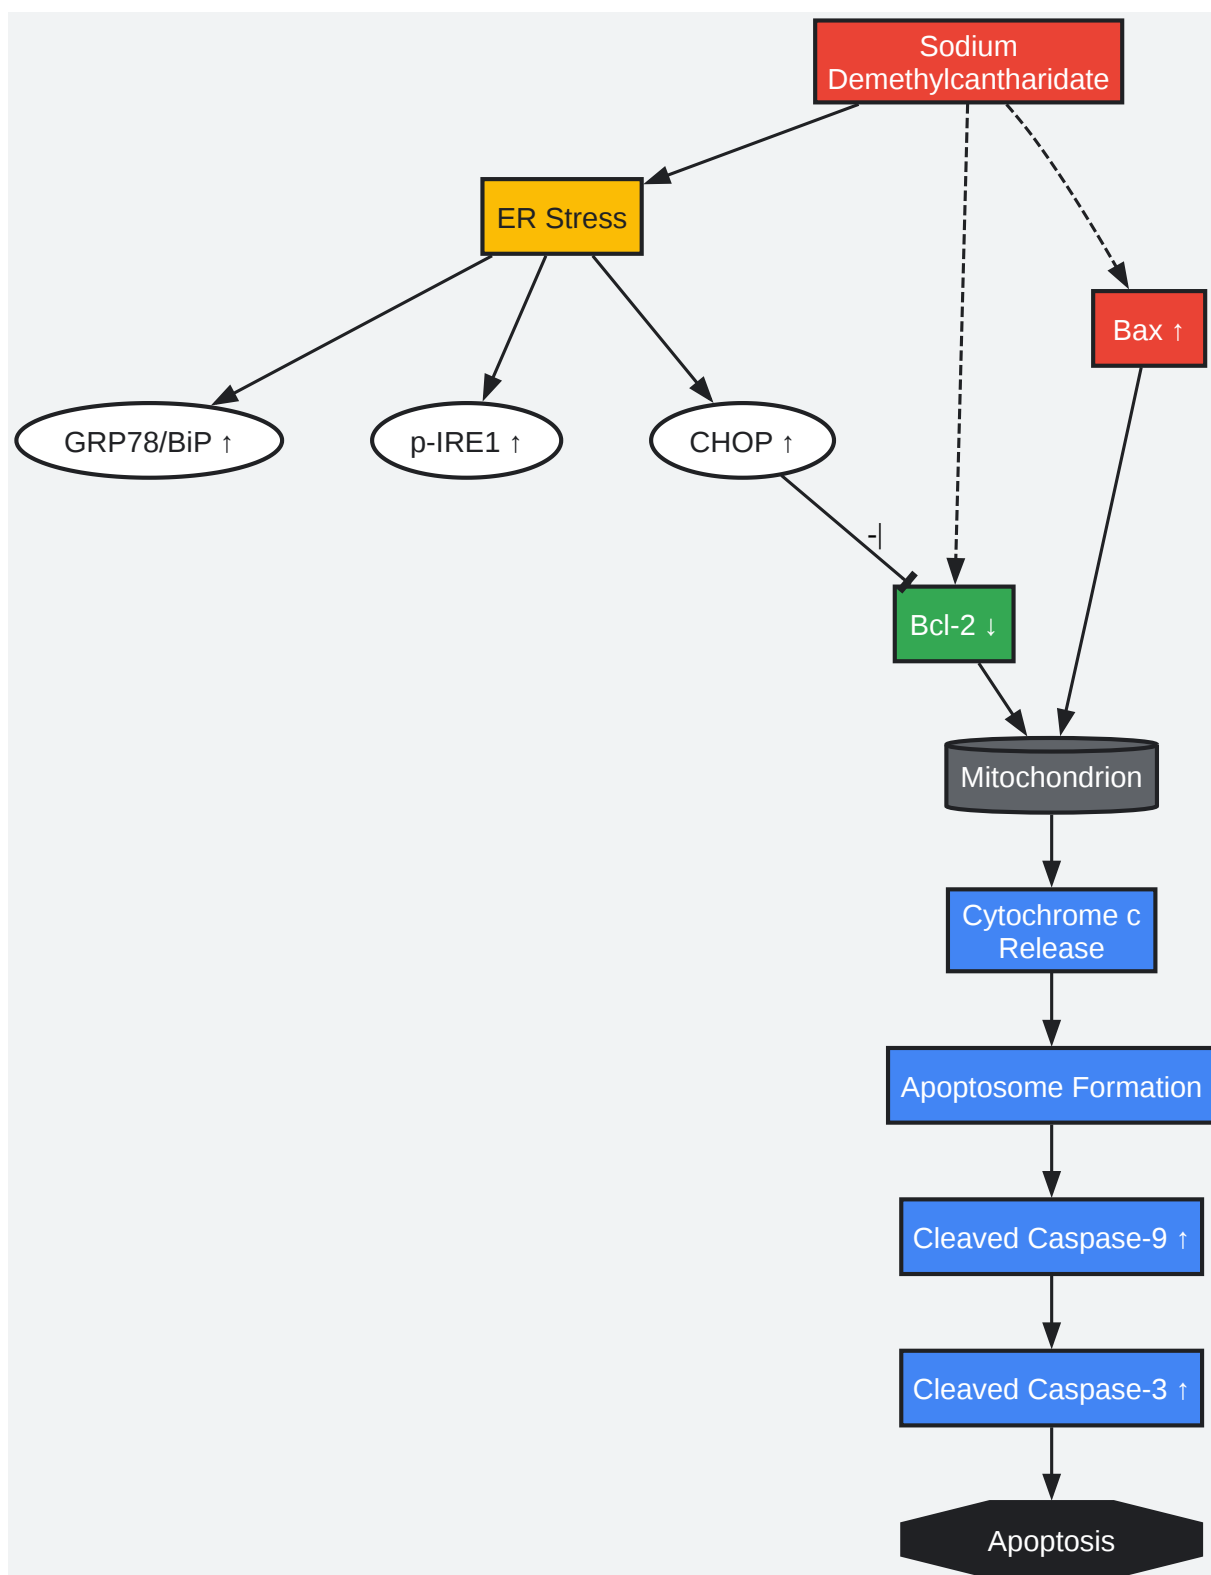 Sodium
Demethylcantharidate
ER Stress
Bax ↑
GRP78/BiP ↑
p-IRE1 ↑
CHOP ↑
-|
Bcl-2 ↓
Mitochondrion
Cytochrome c
Release
Apoptosome Formation
Cleaved Caspase-9 ↑
Cleaved Caspase-3 ↑
Apoptosis